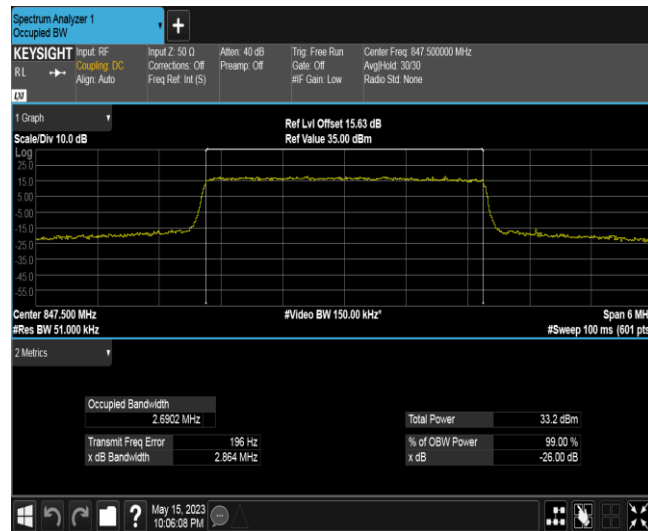 Spectrum Analyzer 1
Occupied BW
KEYSIGHT
RL
LXI
Input: RF
Coupling: DC
Align: Auto
Input Z: 50 Ω
Corrections: Off
Freq Ref: Int (S)
Atten: 40 dB
Preamp: Off
Trig: Free Run
Gate: Off
#IF Gain: Low
Center Freq: 847.500000 MHz
Avg|Hold: 30/30
Radio Std: None
1 Graph
Scale/Div 10.0 dB
Ref Lvl Offset 15.63 dB
Ref Value 35.00 dBm
Log
25.0
15.0
5.00
-5.00
-15.0
-25.0
-35.0
-45.0
-55.0
Center 847.500 MHz
#Video BW 150.00 kHz*
Span 6 MH
#Res BW 51.000 kHz
#Sweep 100 ms (601 pts
2 Metrics
Occupied Bandwidth
2.6902 MHz
Transmit Freq Error 196 Hz
x dB Bandwidth 2.864 MHz
Total Power 33.2 dBm
% of OBW Power 99.00 %
x dB -26.00 dB
May 15, 2023
10:06:08 PM